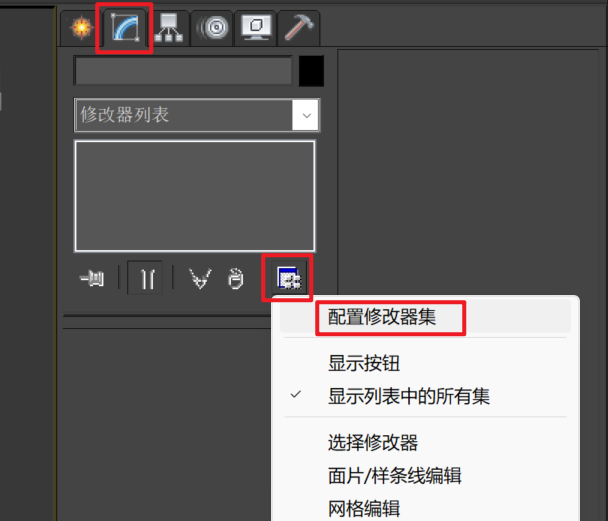 修改器列表
配置修改器集
显示按钮
显示列表中的所有集
选择修改器
面片/样条线编辑
网格编辑